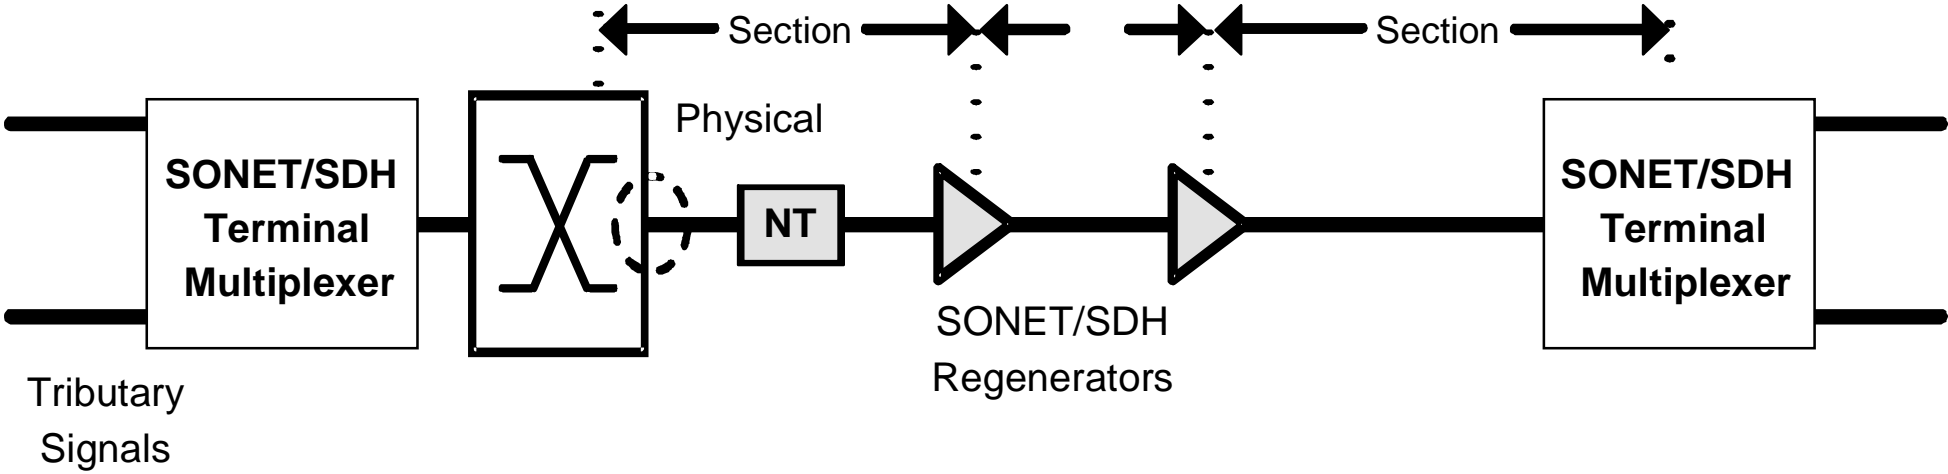 Section
Section
Physical
SONET/SDH
Terminal
Multiplexer
NT
SONET/SDH
Terminal
Multiplexer
SONET/SDH
Regenerators
Tributary
Signals